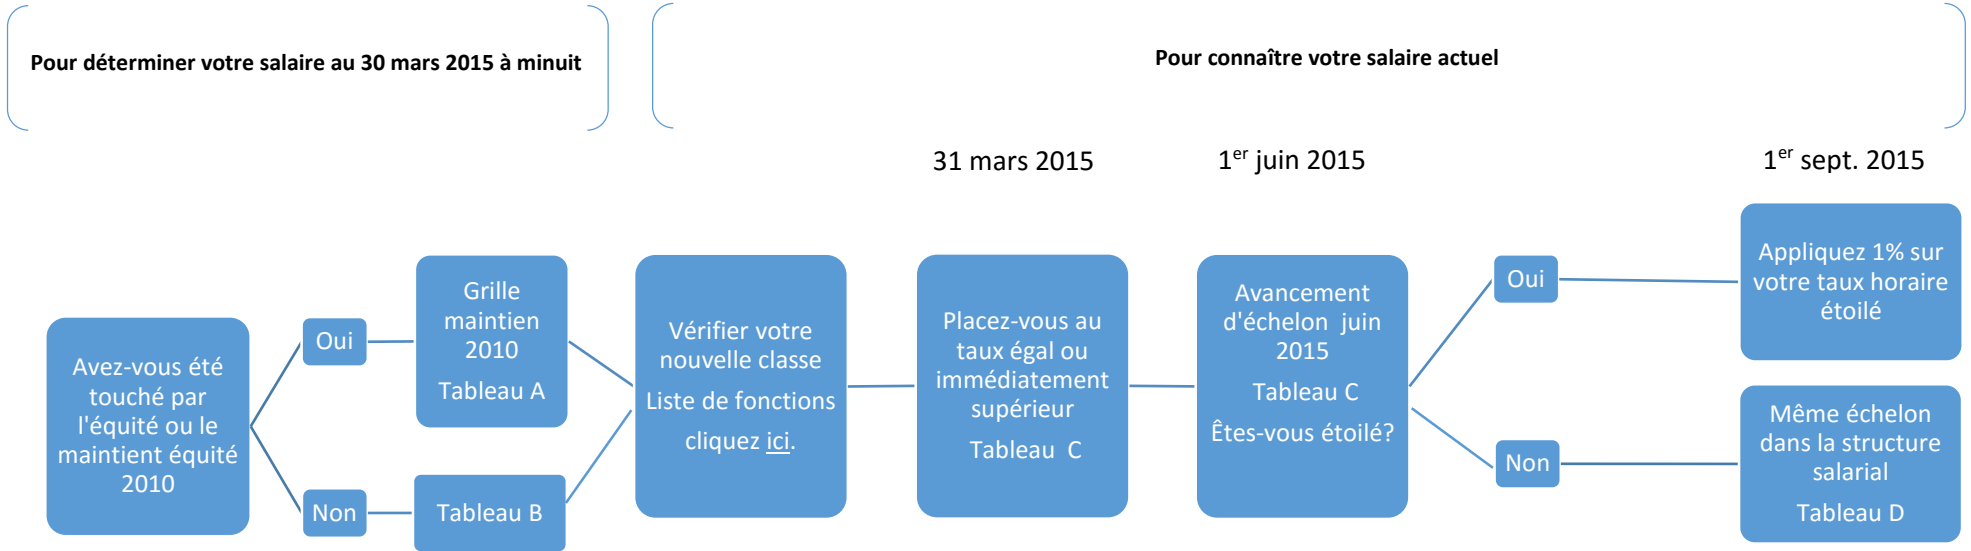 Pour déterminer votre salaire au 30 mars 2015 à minuit
Pour connaître votre salaire actuel
31 mars 2015
1er juin 2015
1er sept. 2015
Avez-vous été
touché par
l'équité ou le
maintient équité
2010
Oui
Non
Grille
maintien
2010
Tableau A
Tableau B
Vérifier votre
nouvelle classe
Liste de fonctions
cliquez ici.
Placez-vous au
taux égal ou
immédiatement
supérieur
Tableau C
Avancement
d'échelon juin
2015
Tableau C
Êtes-vous étoilé?
Oui
Non
Appliquez 1% sur
votre taux horaire
étoilé
Même échelon
dans la structure
salarial
Tableau D